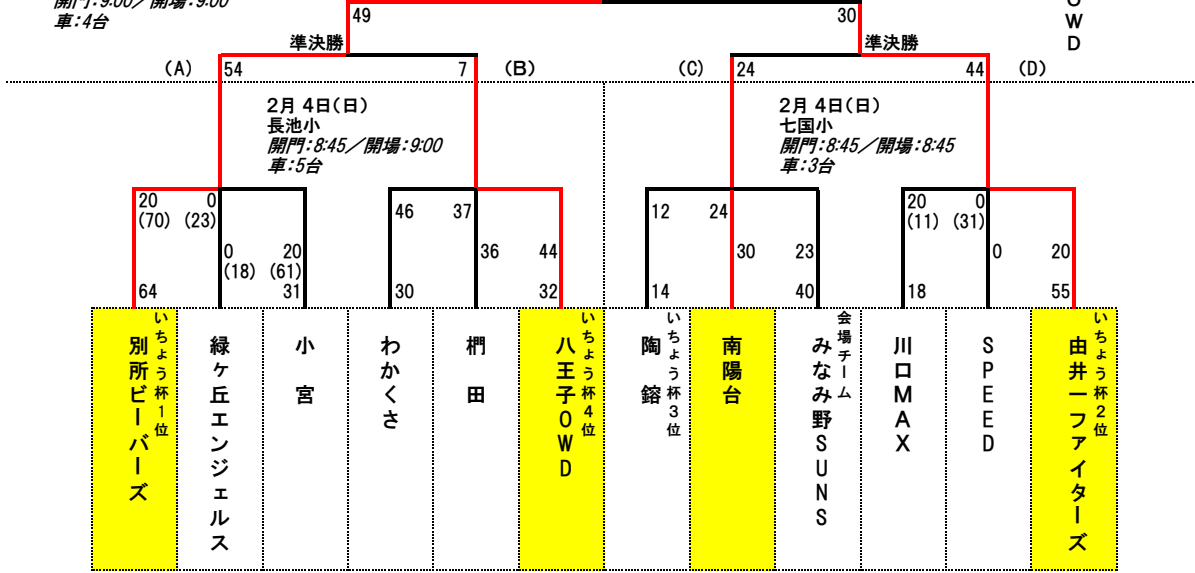 開門:9:00/開場:9:00
車:4台
49
30
O
W
D
準決勝
準決勝
(A)
54
7
(B)
(C)
24
44
(D)
2月 4日(日)
長池小
開門:8:45/開場:9:00
車:5台
2月 4日(日)
七国小
開門:8:45/開場:8:45
車:3台
20 0
(70) (23)
46 37
12 24
20 0
(11) (31)
0 20
(18) (61)
36 44
30 23
0 20
64
31
30
32
14
40
18
55
いちょう杯1位
別所ビーバーズ
緑ヶ丘エンジェルス
小宮
わかくさ
椚田
いちょう杯4位
八王子OWD
いちょう杯3位
陶鎔
南陽台
会場チーム
みなみ野SUNS
川口MAX
SPEED
いちょう杯2位
由井一ファイターズ